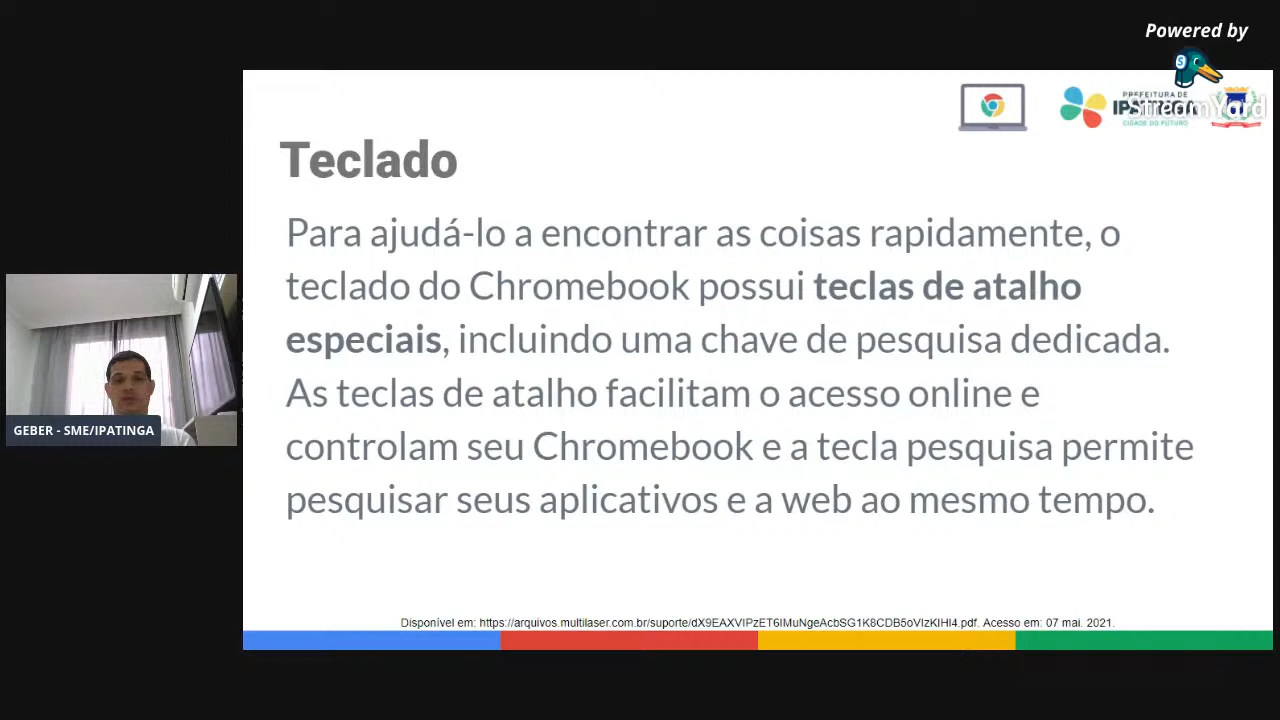 Powered by
StreamYard
PREFEITURA DE
IPATINGA
CIDADE DO FUTURO
Teclado
Para ajudá-lo a encontrar as coisas rapidamente, o
teclado do Chromebook possui teclas de atalho
especiais, incluindo uma chave de pesquisa dedicada.
As teclas de atalho facilitam o acesso online e
controlam seu Chromebook e a tecla pesquisa permite
pesquisar seus aplicativos e a web ao mesmo tempo.
GEBER - SME/IPATINGA
Disponível em: https://arquivos.multilaser.com.br/suporte/dX9EAXVIPzET6IMuNgeAcbSG1K8CDB5oVIzKIHI4.pdf. Acesso em: 07 mai. 2021.